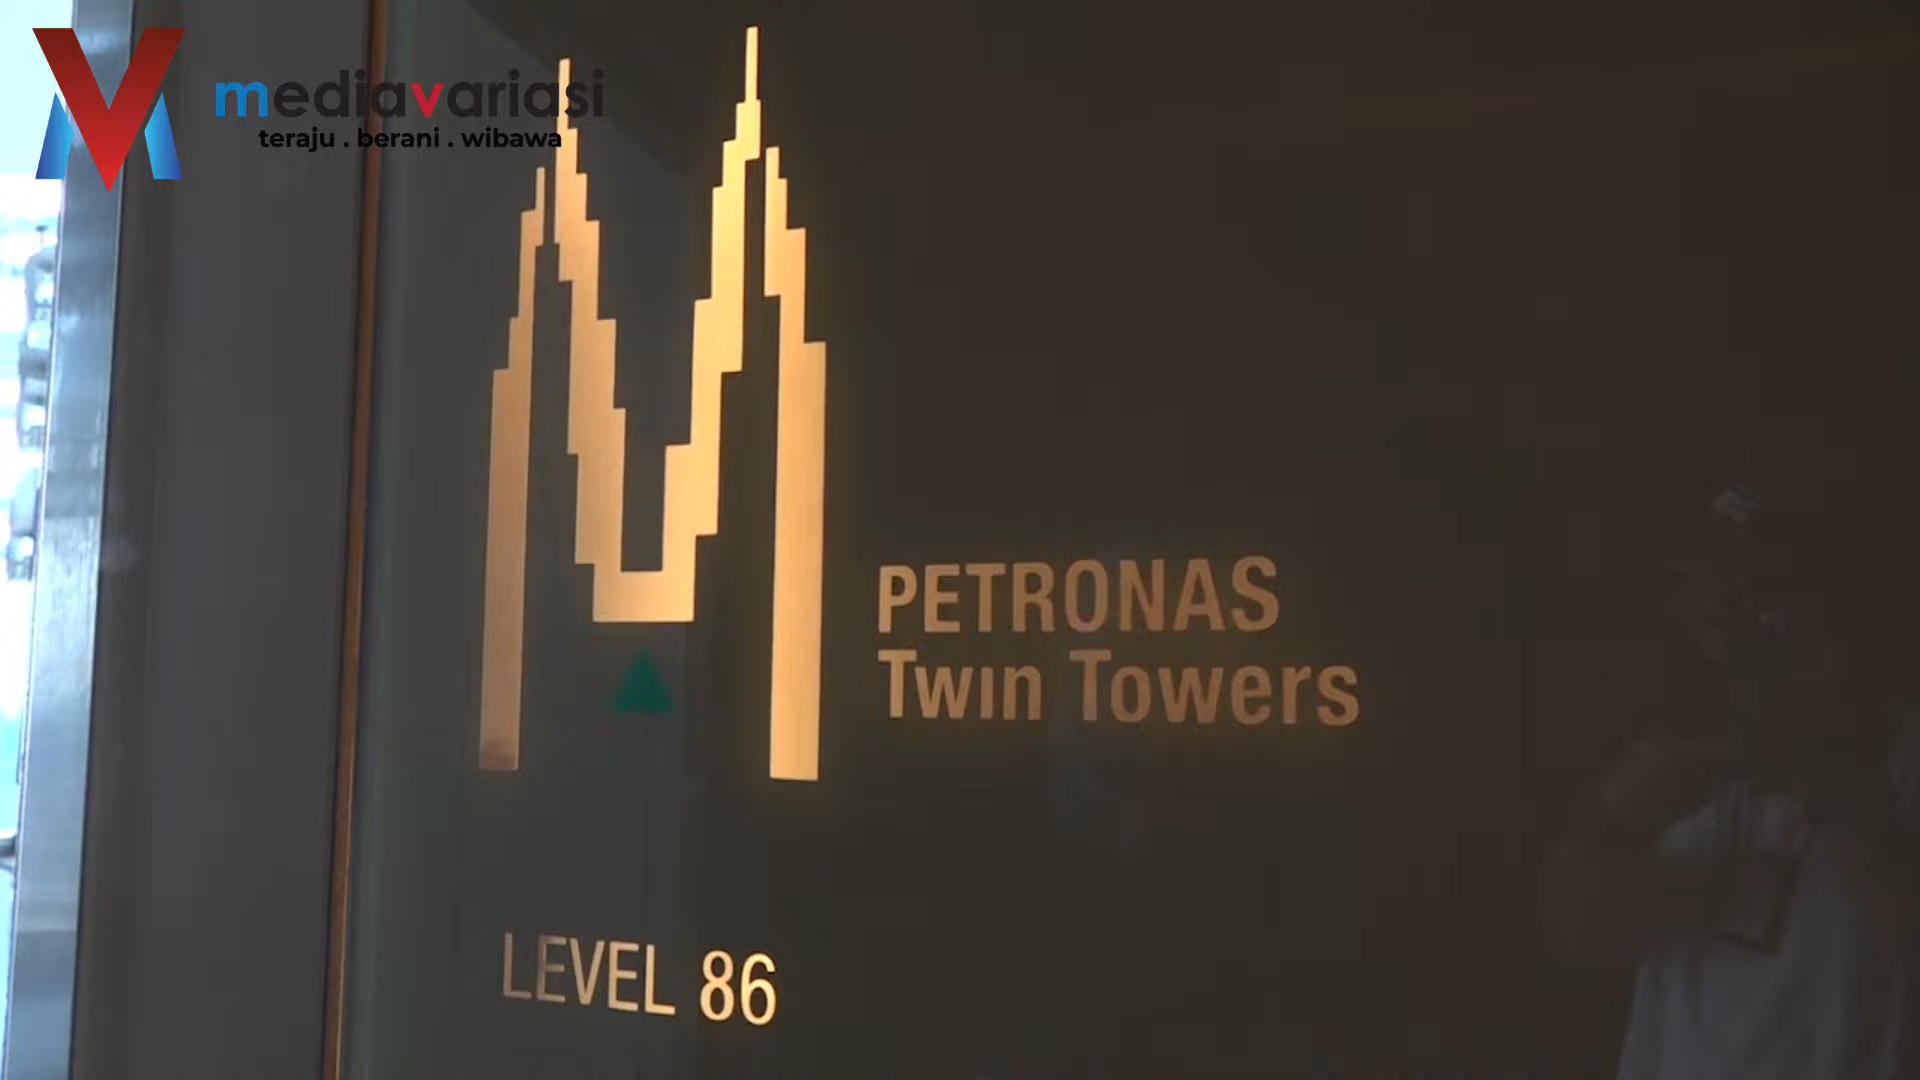 mediavariasi
teraju . berani . wibawa
PETRONAS
Twin Towers
LEVEL 86